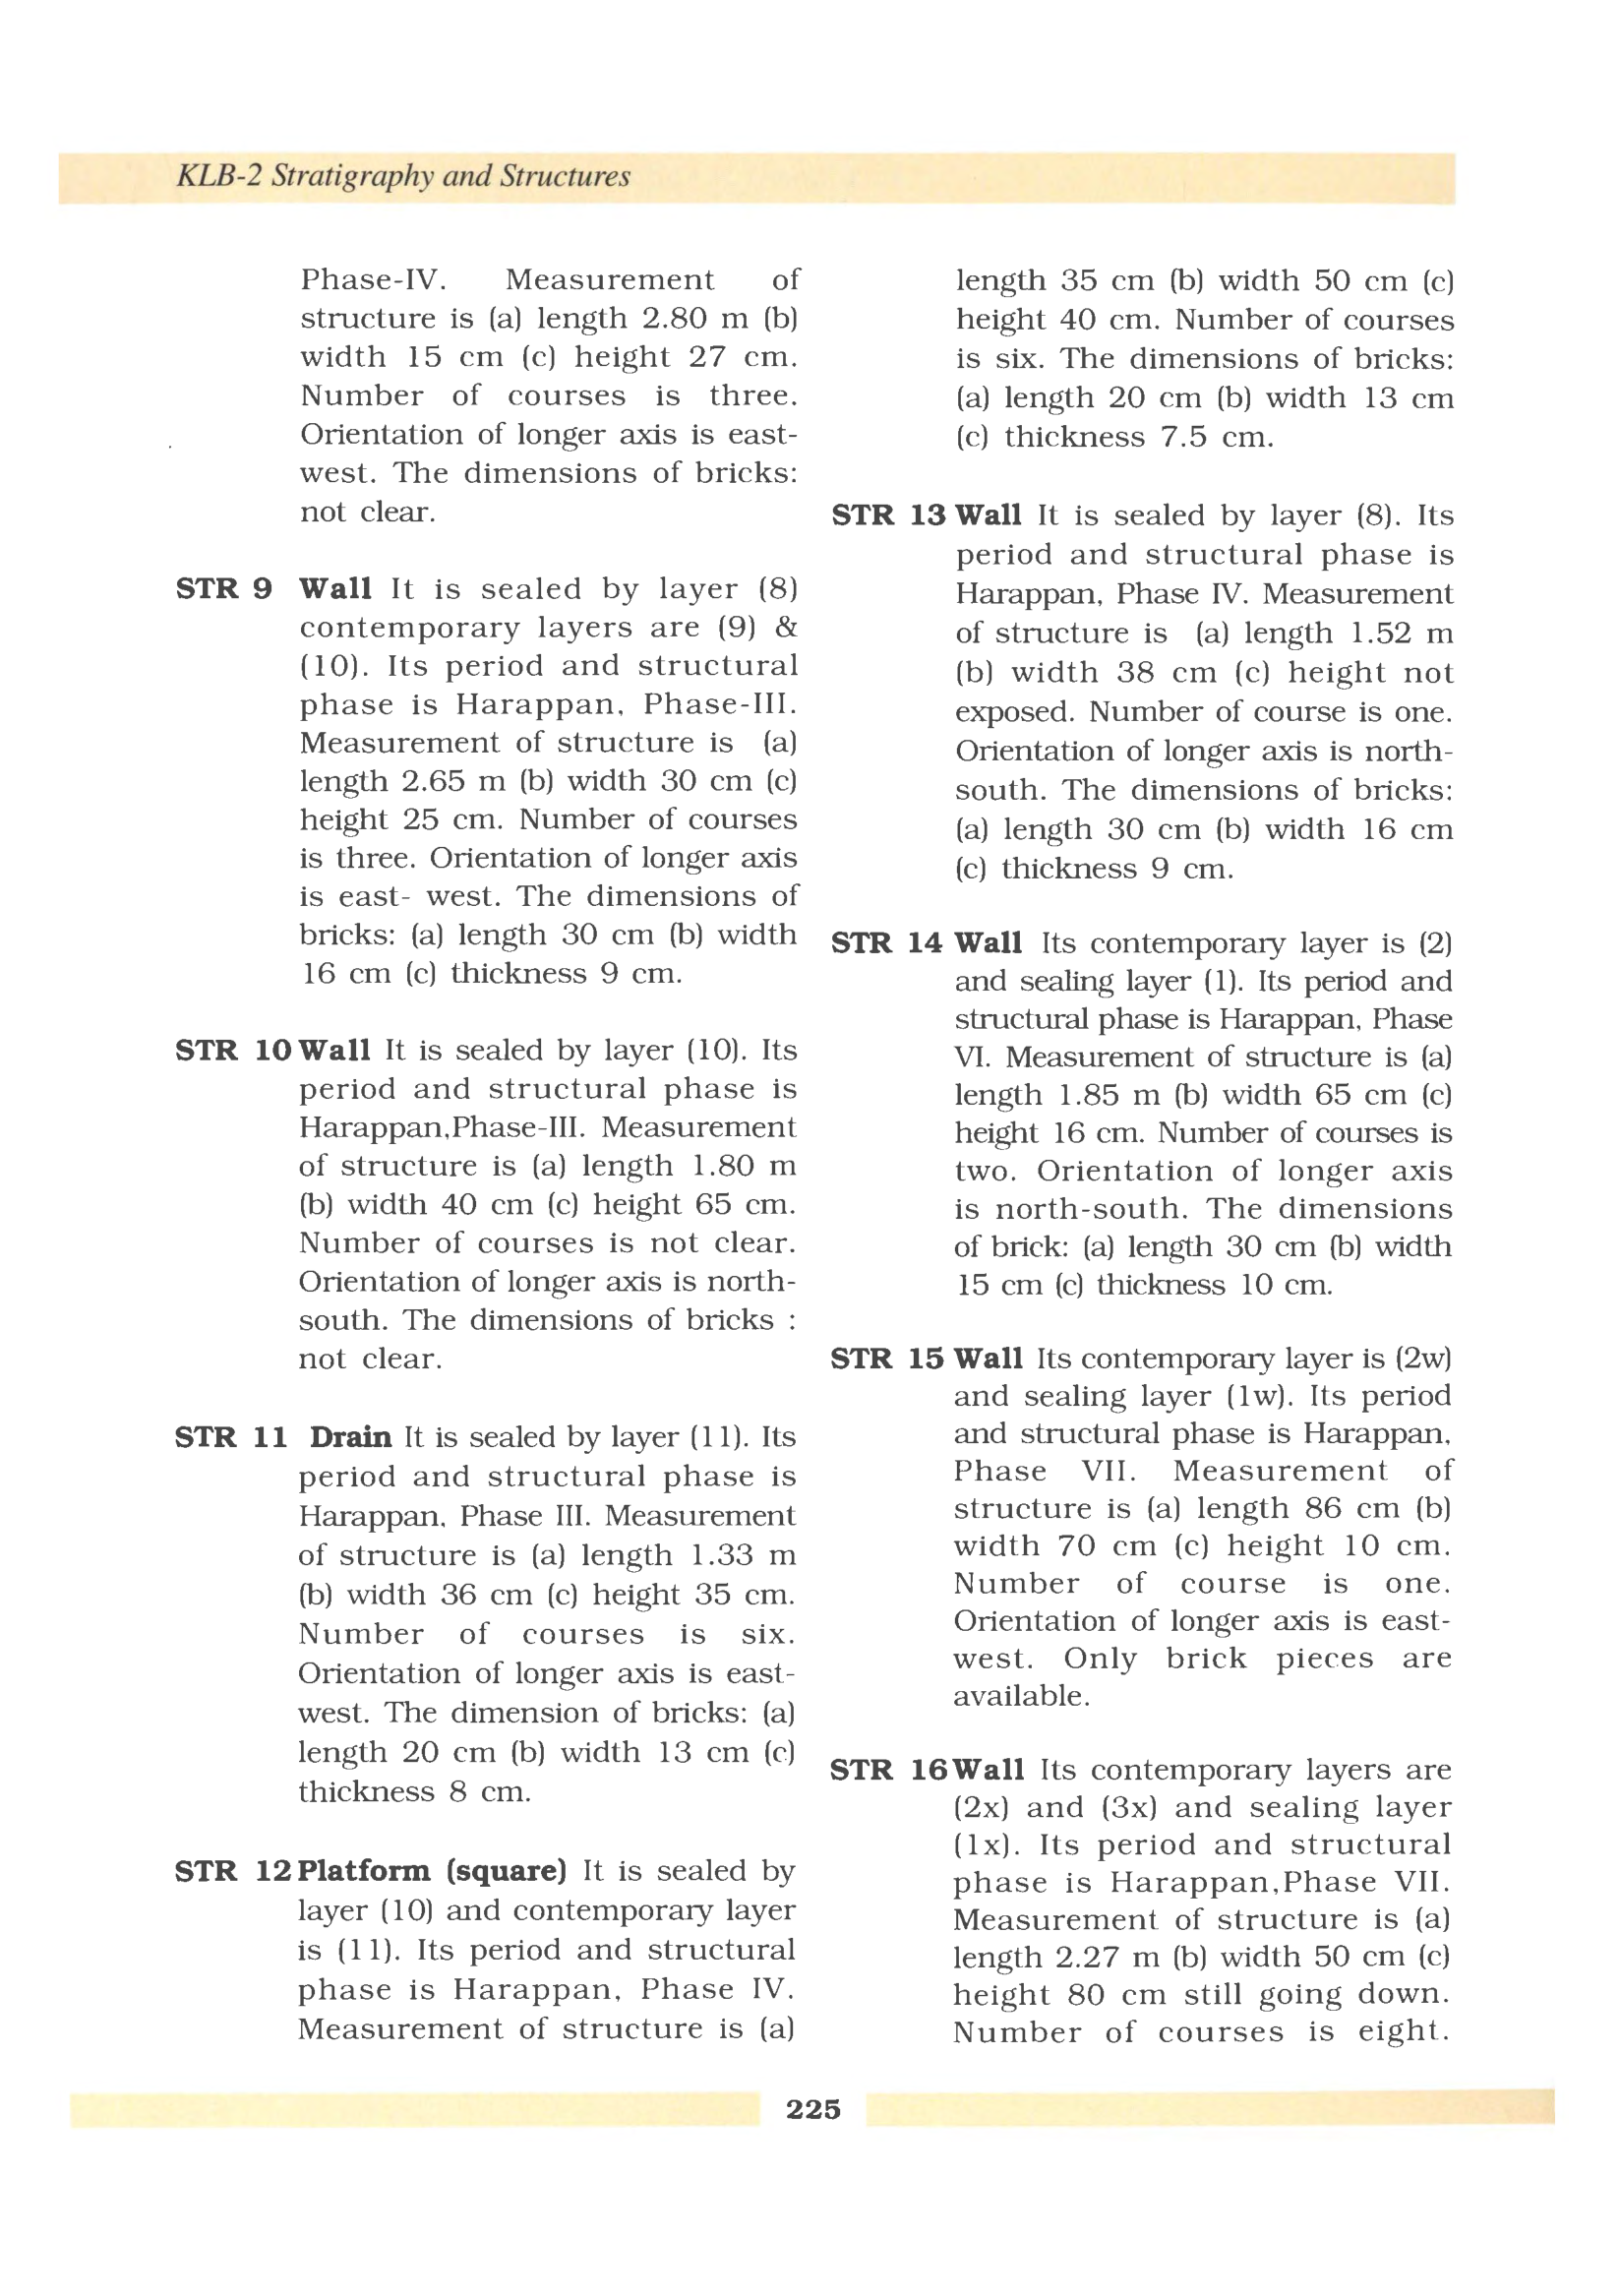 KLB-2 Stratigraphy and Structures
Phase-IV. Measurement of
structure is (a) length 2.80 m (b)
width 15 cm (c) height 27 cm.
Number of courses is three.
Orientation of longer axis is east-
west. The dimensions of bricks:
not clear.
STR 9 Wall It is sealed by layer (8)
contemporary layers are (9) &
(10). Its period and structural
phase is Harappan, Phase-III.
Measurement of structure is (a)
length 2.65 m (b) width 30 cm (c)
height 25 cm. Number of courses
is three. Orientation of longer axis
is east- west. The dimensions of
bricks: (a) length 30 cm (b) width
16 cm (c) thickness 9 cm.
STR 10 Wall It is sealed by layer (10). Its
period and structural phase is
Harappan,Phase-III. Measurement
of structure is (a) length 1.80 m
(b) width 40 cm (c) height 65 cm.
Number of courses is not clear.
Orientation of longer axis is north-
south. The dimensions of bricks :
not clear.
STR 11 Drain It is sealed by layer (11). Its
period and structural phase is
Harappan, Phase III. Measurement
of structure is (a) length 1.33 m
(b) width 36 cm (c) height 35 cm.
Number of courses is six.
Orientation of longer axis is east-
west. The dimension of bricks: (a)
length 20 cm (b) width 13 cm (c)
thickness 8 cm.
STR 12 Platform (square) It is sealed by
layer (10) and contemporary layer
is (11). Its period and structural
phase is Harappan, Phase IV.
Measurement of structure is (a)
length 35 cm (b) width 50 cm (c)
height 40 cm. Number of courses
is six. The dimensions of bricks:
(a) length 20 cm (b) width 13 cm
(c) thickness 7.5 cm.
STR 13 Wall It is sealed by layer (8). Its
period and structural phase is
Harappan, Phase IV. Measurement
of structure is (a) length 1.52 m
(b) width 38 cm (c) height not
exposed. Number of course is one.
Orientation of longer axis is north-
south. The dimensions of bricks:
(a) length 30 cm (b) width 16 cm
(c) thickness 9 cm.
STR 14 Wall Its contemporary layer is (2)
and sealing layer (1). Its period and
structural phase is Harappan, Phase
VI. Measurement of structure is (a)
length 1.85 m (b) width 65 cm (c)
height 16 cm. Number of courses is
two. Orientation of longer axis
is north-south. The dimensions
of brick: (a) length 30 cm (b) width
15 cm (c) thickness 10 cm.
STR 15 Wall Its contemporary layer is (2w)
and sealing layer (1w). Its period
and structural phase is Harappan,
Phase VII. Measurement of
structure is (a) length 86 cm (b)
width 70 cm (c) height 10 cm.
Number of course is one.
Orientation of longer axis is east-
west. Only brick pieces are
available.
STR 16 Wall Its contemporary layers are
(2x) and (3x) and sealing layer
(1x). Its period and structural
phase is Harappan,Phase VII.
Measurement of structure is (a)
length 2.27 m (b) width 50 cm (c)
height 80 cm still going down.
Number of courses is eight.
225